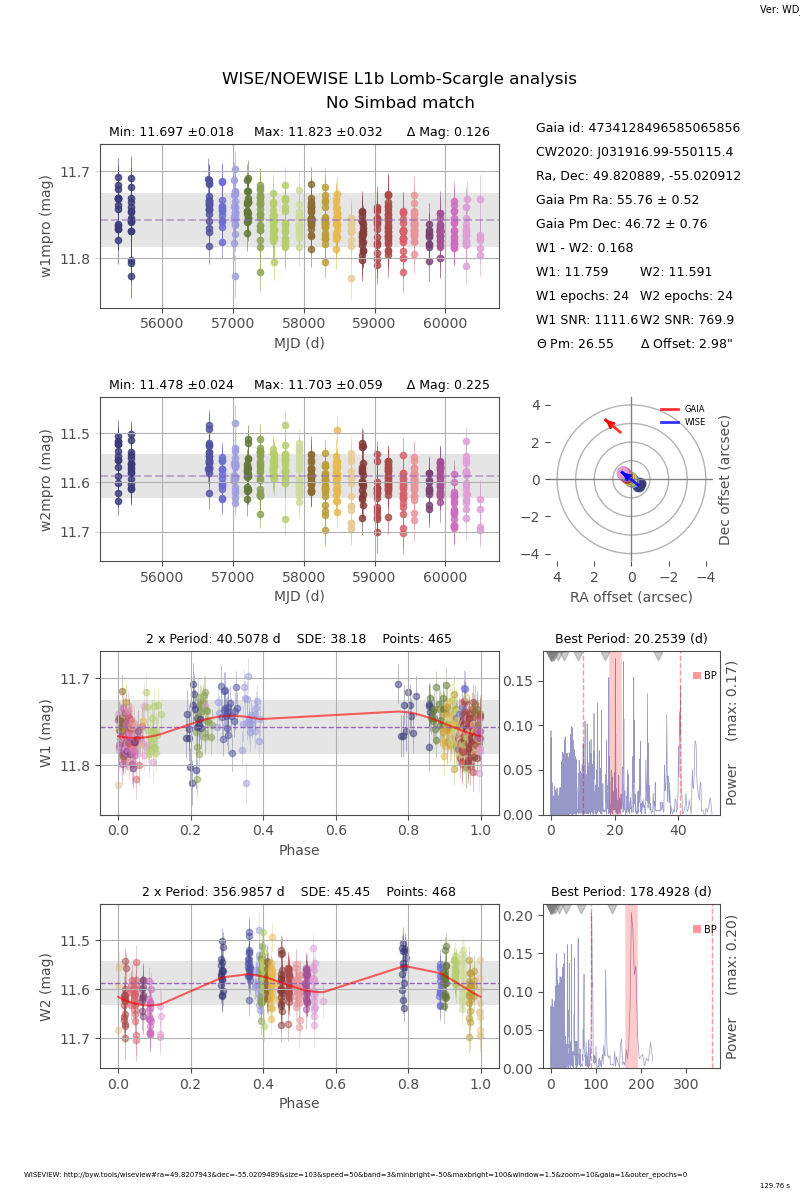 Ver: WD_
WISE/NOEWISE L1b Lomb-Scargle analysis
No Simbad match
Min: 11.697 ±0.018 Max: 11.823 ±0.032 Δ Mag: 0.126
11.7
11.8
w1mpro (mag)
56000 57000 58000 59000 60000
MJD (d)
Gaia id: 4734128496585065856
CW2020: J031916.99-550115.4
Ra, Dec: 49.820889, -55.020912
Gaia Pm Ra: 55.76 ± 0.52
Gaia Pm Dec: 46.72 ± 0.76
W1 - W2: 0.168
W1: 11.759 W2: 11.591
W1 epochs: 24 W2 epochs: 24
W1 SNR: 1111.6 W2 SNR: 769.9
Θ Pm: 26.55 Δ Offset: 2.98"
Min: 11.478 ±0.024 Max: 11.703 ±0.059 Δ Mag: 0.225
11.5
11.6
11.7
w2mpro (mag)
56000 57000 58000 59000 60000
MJD (d)
GAIA
WISE
4
2
0
−2
−4
4 2 0 −2 −4
RA offset (arcsec)
Dec offset (arcsec)
2 x Period: 40.5078 d SDE: 38.18 Points: 465
11.7
11.8
W1 (mag)
0.0 0.2 0.4 0.6 0.8 1.0
Phase
Best Period: 20.2539 (d)
BP
0.15
0.10
0.05
0.00
0 20 40
Power (max: 0.17)
2 x Period: 356.9857 d SDE: 45.45 Points: 468
11.5
11.6
11.7
W2 (mag)
0.0 0.2 0.4 0.6 0.8 1.0
Phase
Best Period: 178.4928 (d)
BP
0.20
0.15
0.10
0.05
0.00
0 100 200 300
Power (max: 0.20)
WISEVIEW: http://byw.tools/wiseview#ra=49.8207943&dec=-55.0209489&size=103&speed=50&band=3&minbright=-50&maxbright=100&window=1.5&zoom=10&gaia=1&outer_epochs=0
129.76 s